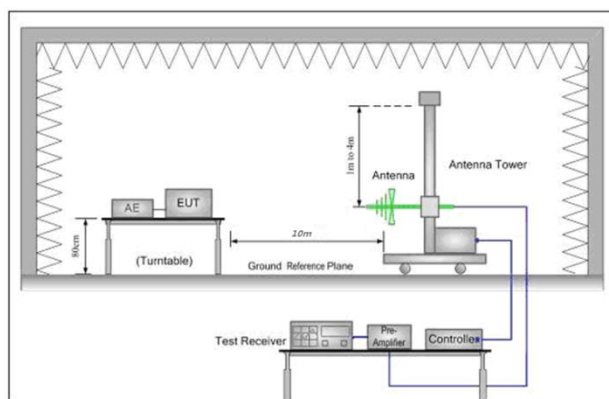 1m to 4m
Antenna
Antenna Tower
AE
EUT
80cm
(Turntable)
10m
Ground Reference Plane
Test Receiver
Pre-
Amplifier
Controller